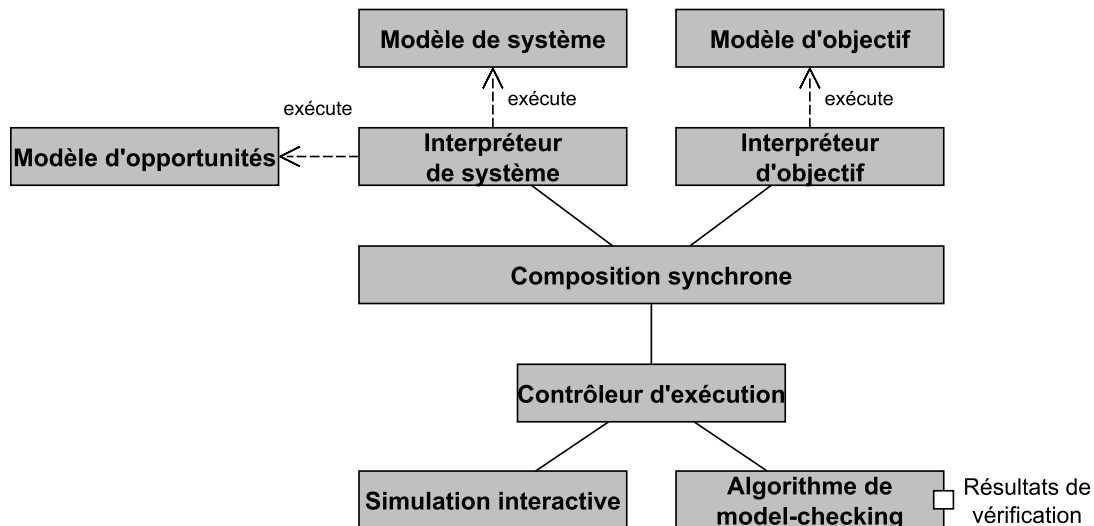 Modèle de système
Modèle d'objectif
exécute
exécute
exécute
Modèle d'opportunités
Interpréteur
de système
Interpréteur
d'objectif
Composition synchrone
Contrôleur d'exécution
Simulation interactive
Algorithme de
model-checking
Résultats de
vérification